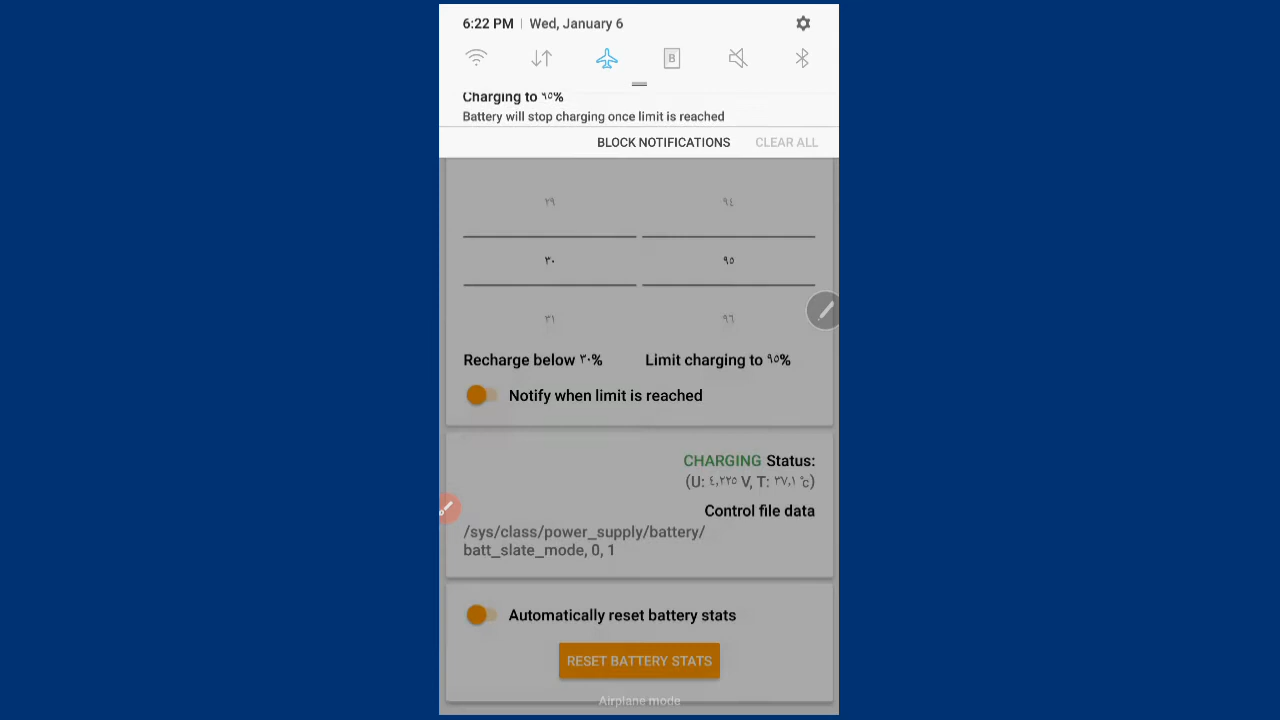 6:22 PM | Wed, January 6
B
Charging to ٩٥%
Battery will stop charging once limit is reached
BLOCK NOTIFICATIONS CLEAR ALL
٢٩ ٩٤
٣٠ ٩٥
٣١ ٩٦
Recharge below ٣٠% Limit charging to ٩٥%
Notify when limit is reached
CHARGING Status:
(U: ٤,٢٢٥ V, T: ٣٧,١ °c)
Control file data
/sys/class/power_supply/battery/
batt_slate_mode, 0, 1
Automatically reset battery stats
RESET BATTERY STATS
Airplane mode